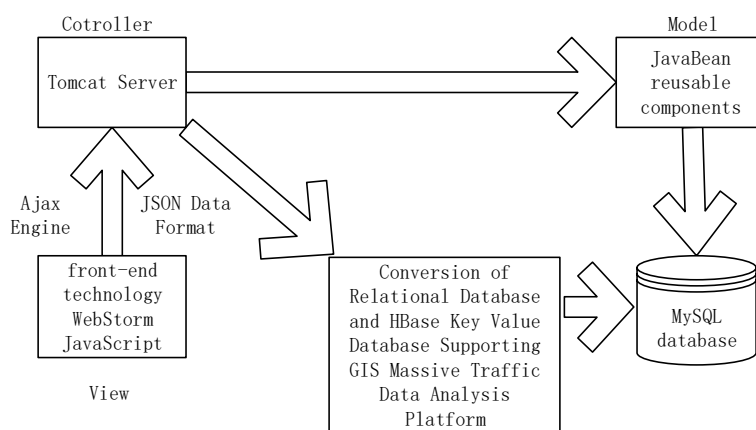 Cotroller
Tomcat Server
Model
JavaBean
reusable
components
Ajax
Engine
JSON Data
Format
front-end
technology
WebStorm
JavaScript
View
Conversion of
Relational Database
and HBase Key Value
Database Supporting
GIS Massive Traffic
Data Analysis
Platform
MySQL
database